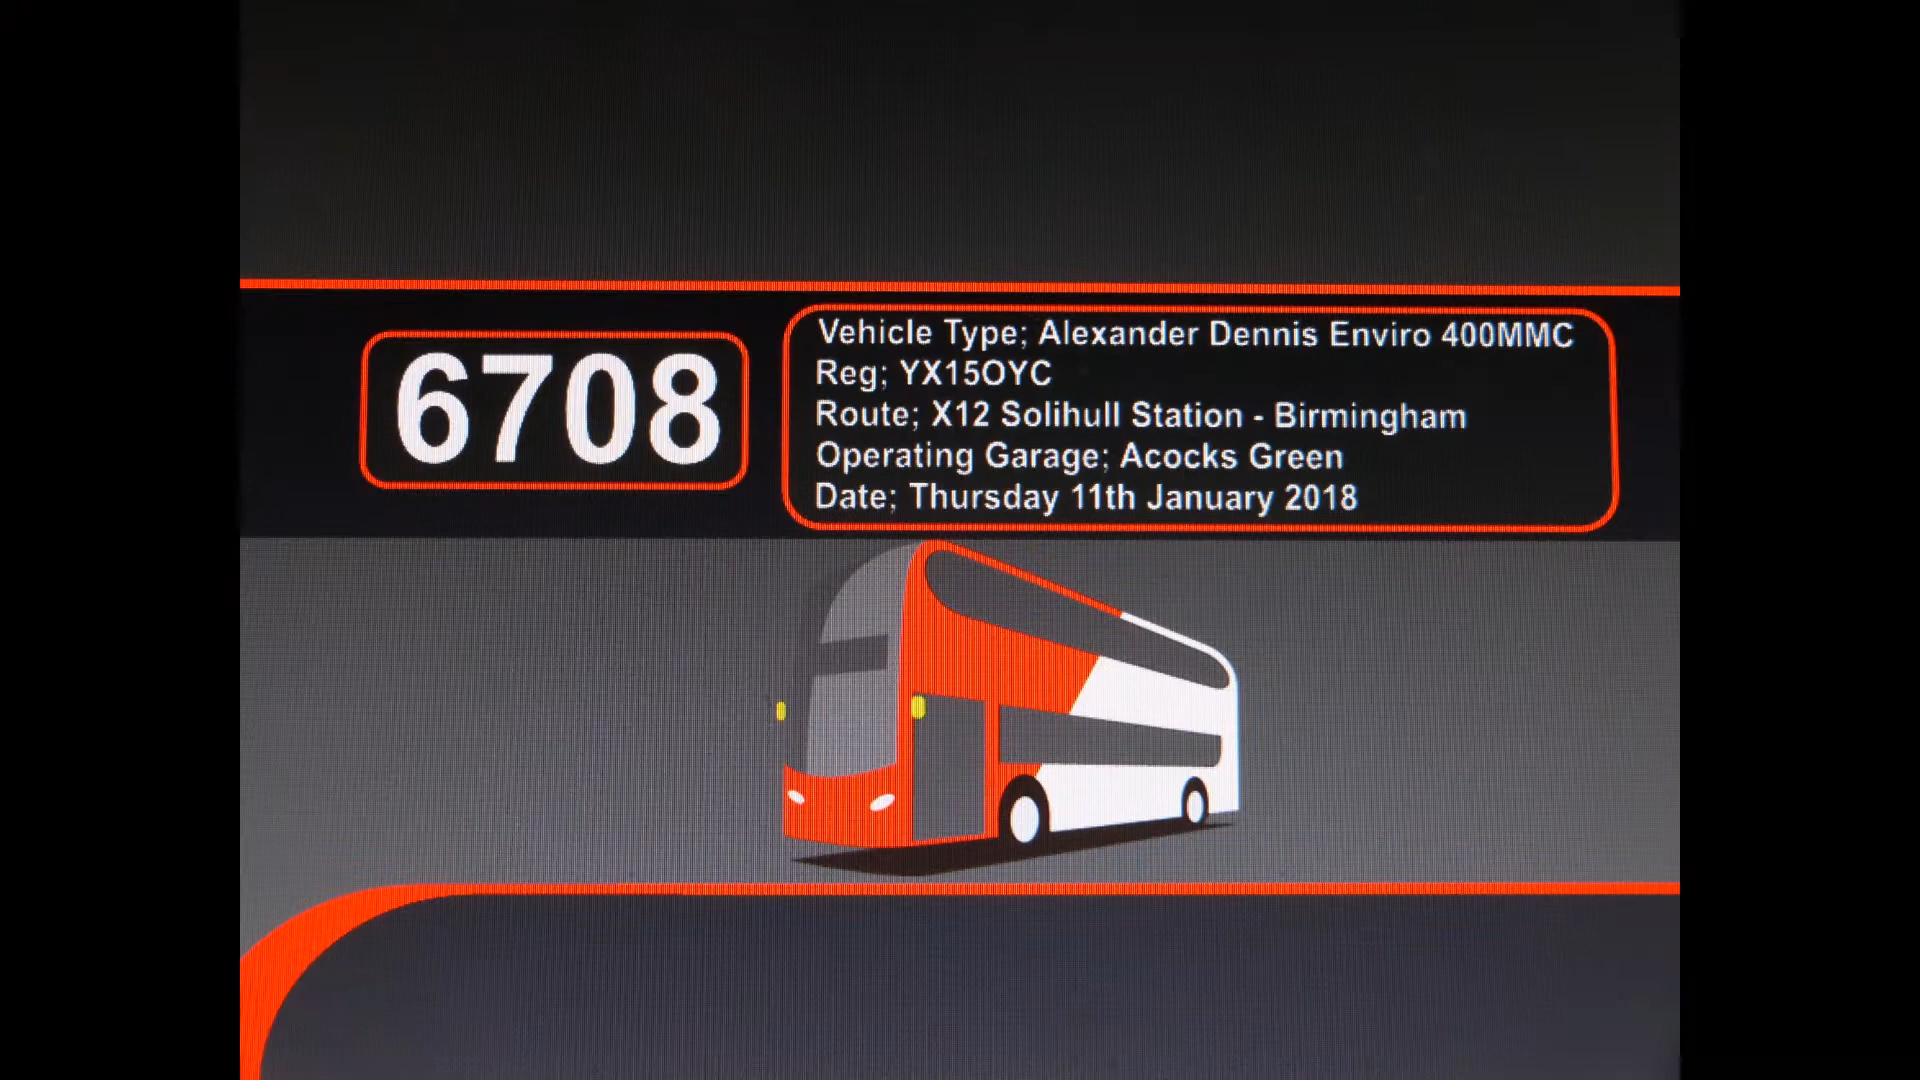 6708
Vehicle Type; Alexander Dennis Enviro 400MMC
Reg; YX15OYC
Route; X12 Solihull Station - Birmingham
Operating Garage; Acocks Green
Date; Thursday 11th January 2018